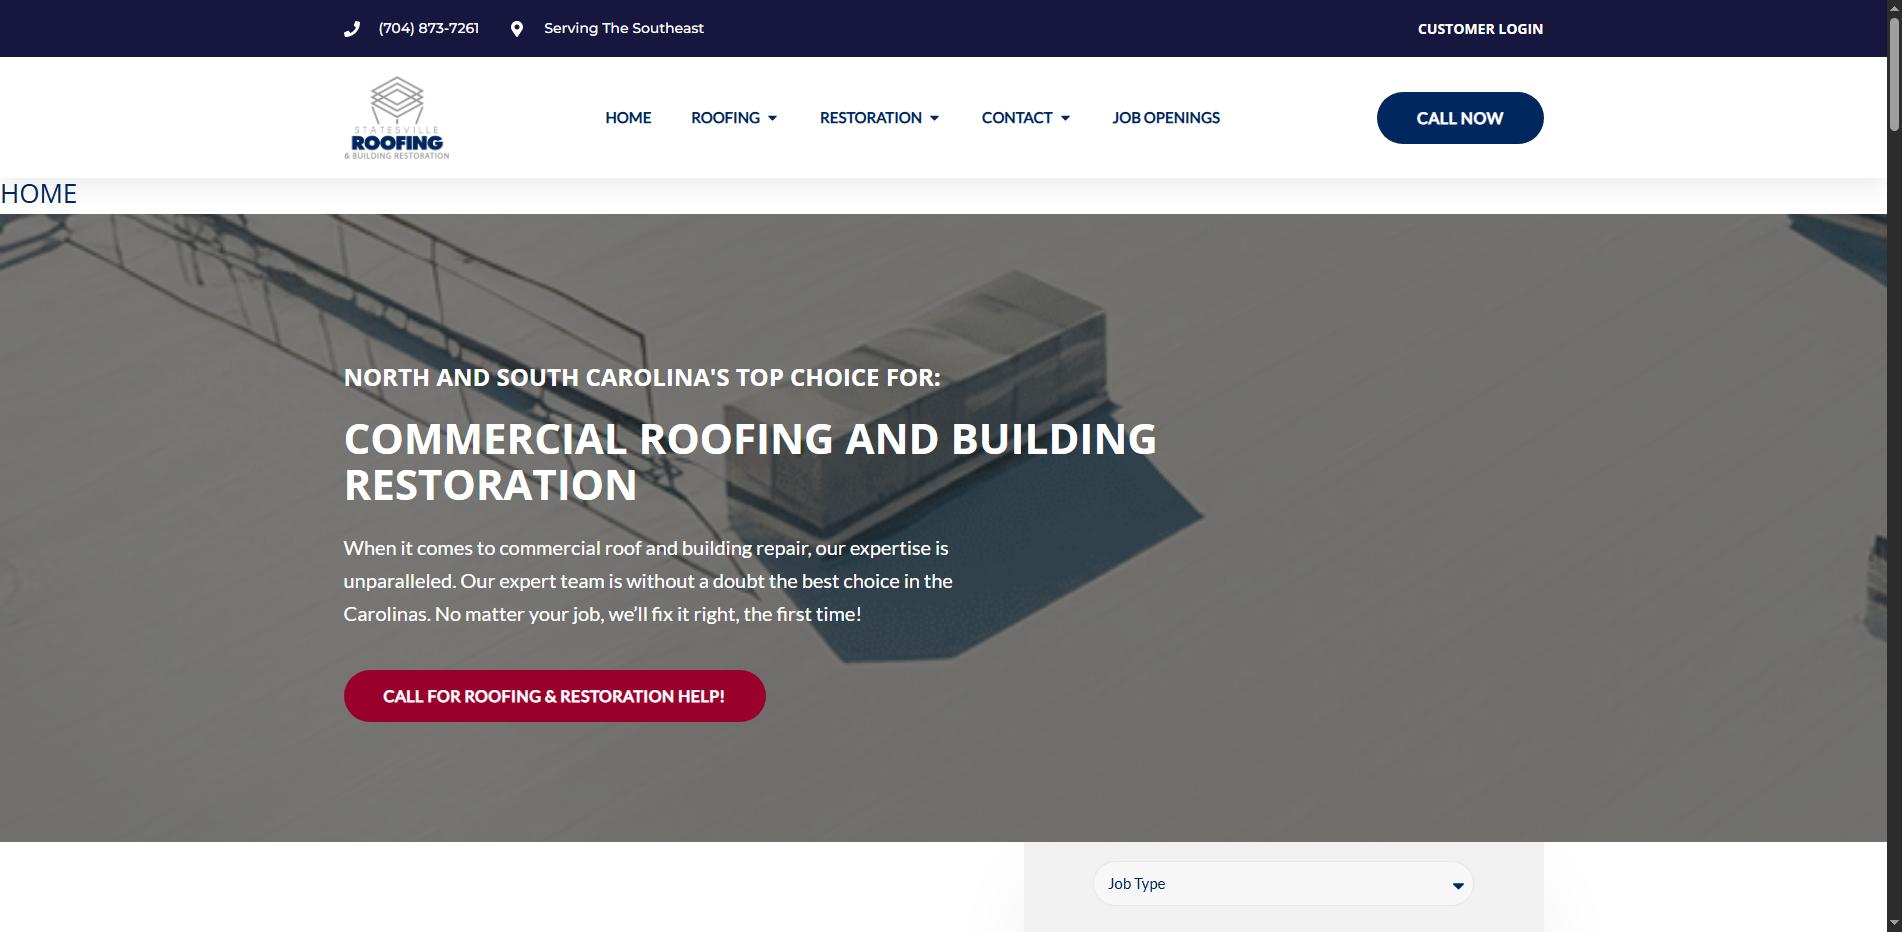 (704) 873-7261
Serving The Southeast
CUSTOMER LOGIN
STATESVILLE
ROOFING
& BUILDING RESTORATION
HOME
ROOFING
RESTORATION
CONTACT
JOB OPENINGS
CALL NOW
HOME
NORTH AND SOUTH CAROLINA'S TOP CHOICE FOR:
COMMERCIAL ROOFING AND BUILDING
RESTORATION
When it comes to commercial roof and building repair, our expertise is
unparalleled. Our expert team is without a doubt the best choice in the
Carolinas. No matter your job, we’ll fix it right, the first time!
CALL FOR ROOFING & RESTORATION HELP!
Job Type